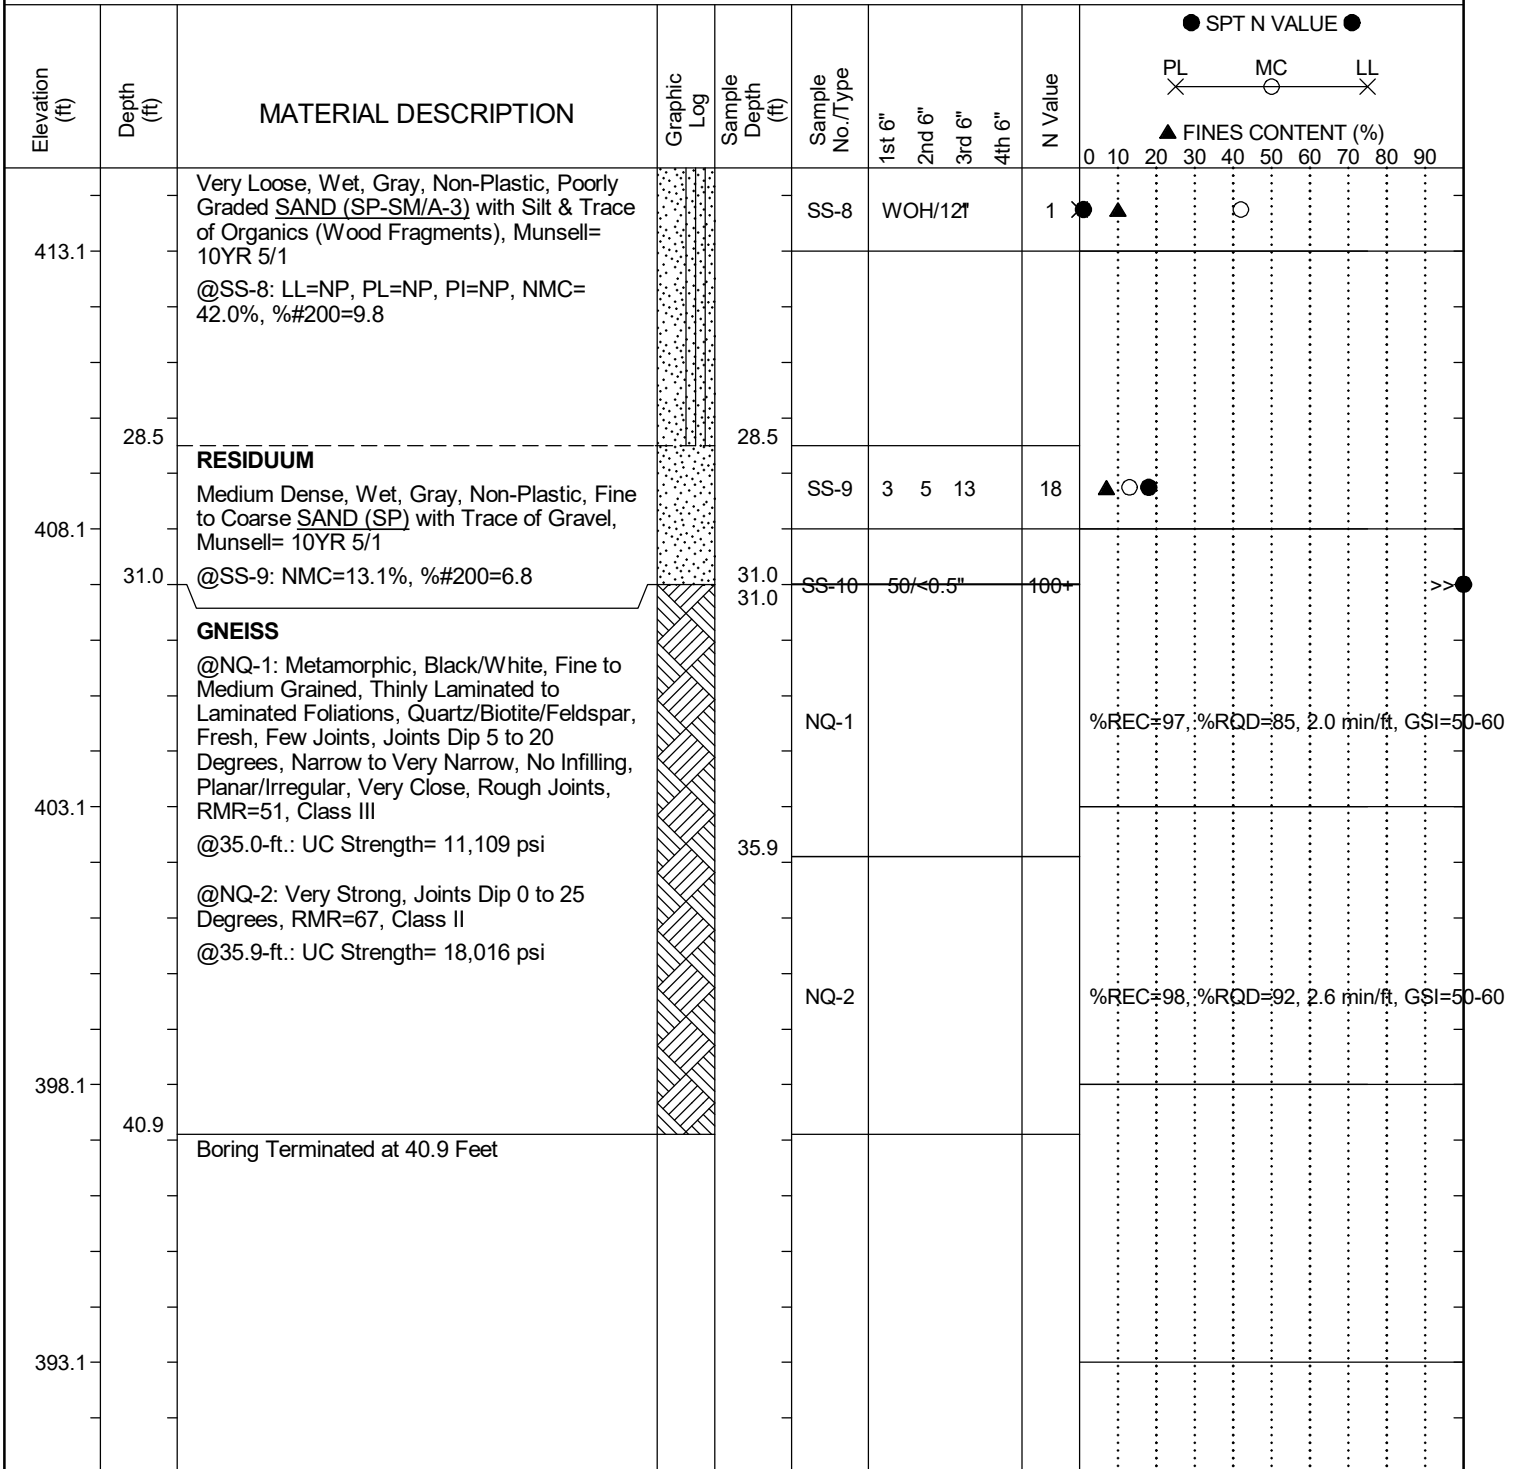 ● SPT N VALUE ●
PL MC LL
▲ FINES CONTENT (%)
0 10 20 30 40 50 60 70 80 90
Elevation (ft)
Depth (ft)
MATERIAL DESCRIPTION
Graphic Log
Sample Depth (ft)
Sample No./Type
1st 6"
2nd 6"
3rd 6"
4th 6"
N Value
Very Loose, Wet, Gray, Non-Plastic, Poorly
Graded SAND (SP-SM/A-3) with Silt & Trace
of Organics (Wood Fragments), Munsell=
10YR 5/1
@SS-8: LL=NP, PL=NP, PI=NP, NMC=
42.0%, %#200=9.8
SS-8 1
413.1
28.5 28.5
RESIDUUM
Medium Dense, Wet, Gray, Non-Plastic, Fine
to Coarse SAND (SP) with Trace of Gravel,
Munsell= 10YR 5/1
@SS-9: NMC=13.1%, %#200=6.8
SS-9 3 5 13 18
408.1
31.0 31.0
31.0
SS-10 50/<0.5" 100+ >>
GNEISS
@NQ-1: Metamorphic, Black/White, Fine to
Medium Grained, Thinly Laminated to
Laminated Foliations, Quartz/Biotite/Feldspar,
Fresh, Few Joints, Joints Dip 5 to 20
Degrees, Narrow to Very Narrow, No Infilling,
Planar/Irregular, Very Close, Rough Joints,
RMR=51, Class III
@35.0-ft.: UC Strength= 11,109 psi
NQ-1 %REC=97, %RQD=85, 2.0 min/ft, GSI=50-60
403.1
35.9
@NQ-2: Very Strong, Joints Dip 0 to 25
Degrees, RMR=67, Class II
@35.9-ft.: UC Strength= 18,016 psi
NQ-2 %REC=98, %RQD=92, 2.6 min/ft, GSI=50-60
398.1
40.9
Boring Terminated at 40.9 Feet
393.1